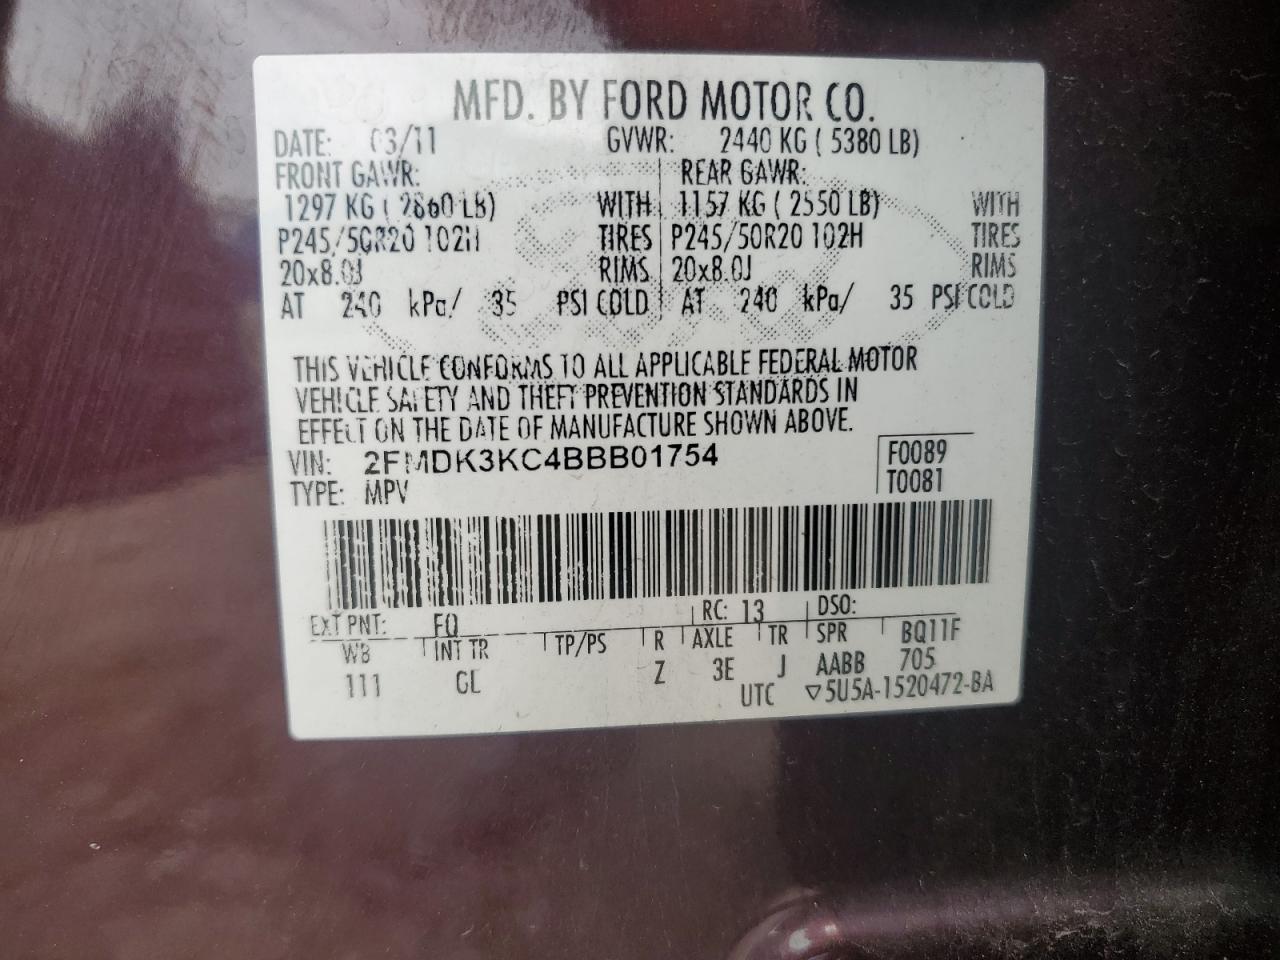 MFD. BY FORD MOTOR CO.
DATE: 03/11 GVWR: 2440 KG ( 5380 LB)
FRONT GAWR: REAR GAWR:
1297 KG ( 2860 LB) WITH 1157 KG ( 2550 LB) WITH
P245/50R20 102H TIRES P245/50R20 102H TIRES
20x8.0J RIMS 20x8.0J RIMS
AT 240 kPa/ 35 PSI COLD AT 240 kPa/ 35 PSI COLD
THIS VEHICLE CONFORMS TO ALL APPLICABLE FEDERAL MOTOR
VEHICLE SAFETY AND THEFT PREVENTION STANDARDS IN
EFFECT ON THE DATE OF MANUFACTURE SHOWN ABOVE.
VIN: 2FMDK3KC4BBB01754 F0089
TYPE: MPV T0081
EXT PNT: FQ RC: 13 DSO:
WB INT TR TP/PS R AXLE TR SPR BQ11F
111 GL Z 3E J AABB 705
UTC ▽5U5A-1520472-BA